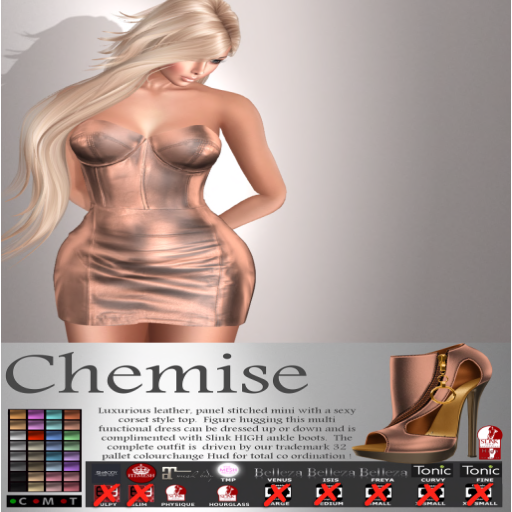 Chemise
Luxurious leather, panel stitched mini with a sexy
corset style top. Figure hugging this multi
functional dress can be dressed up or down and is
complimented with Slink HIGH ankle boots. The
complete outfit is driven by our trademark 32
pallet colourchange Hud for total co ordination !
SLINK
TMP
Belleza Belleza Belleza Tonic Tonic
VENUS ISIS FREYA CURVY FINE
SLIM PHYSIQUE HOURGLASS
C M T